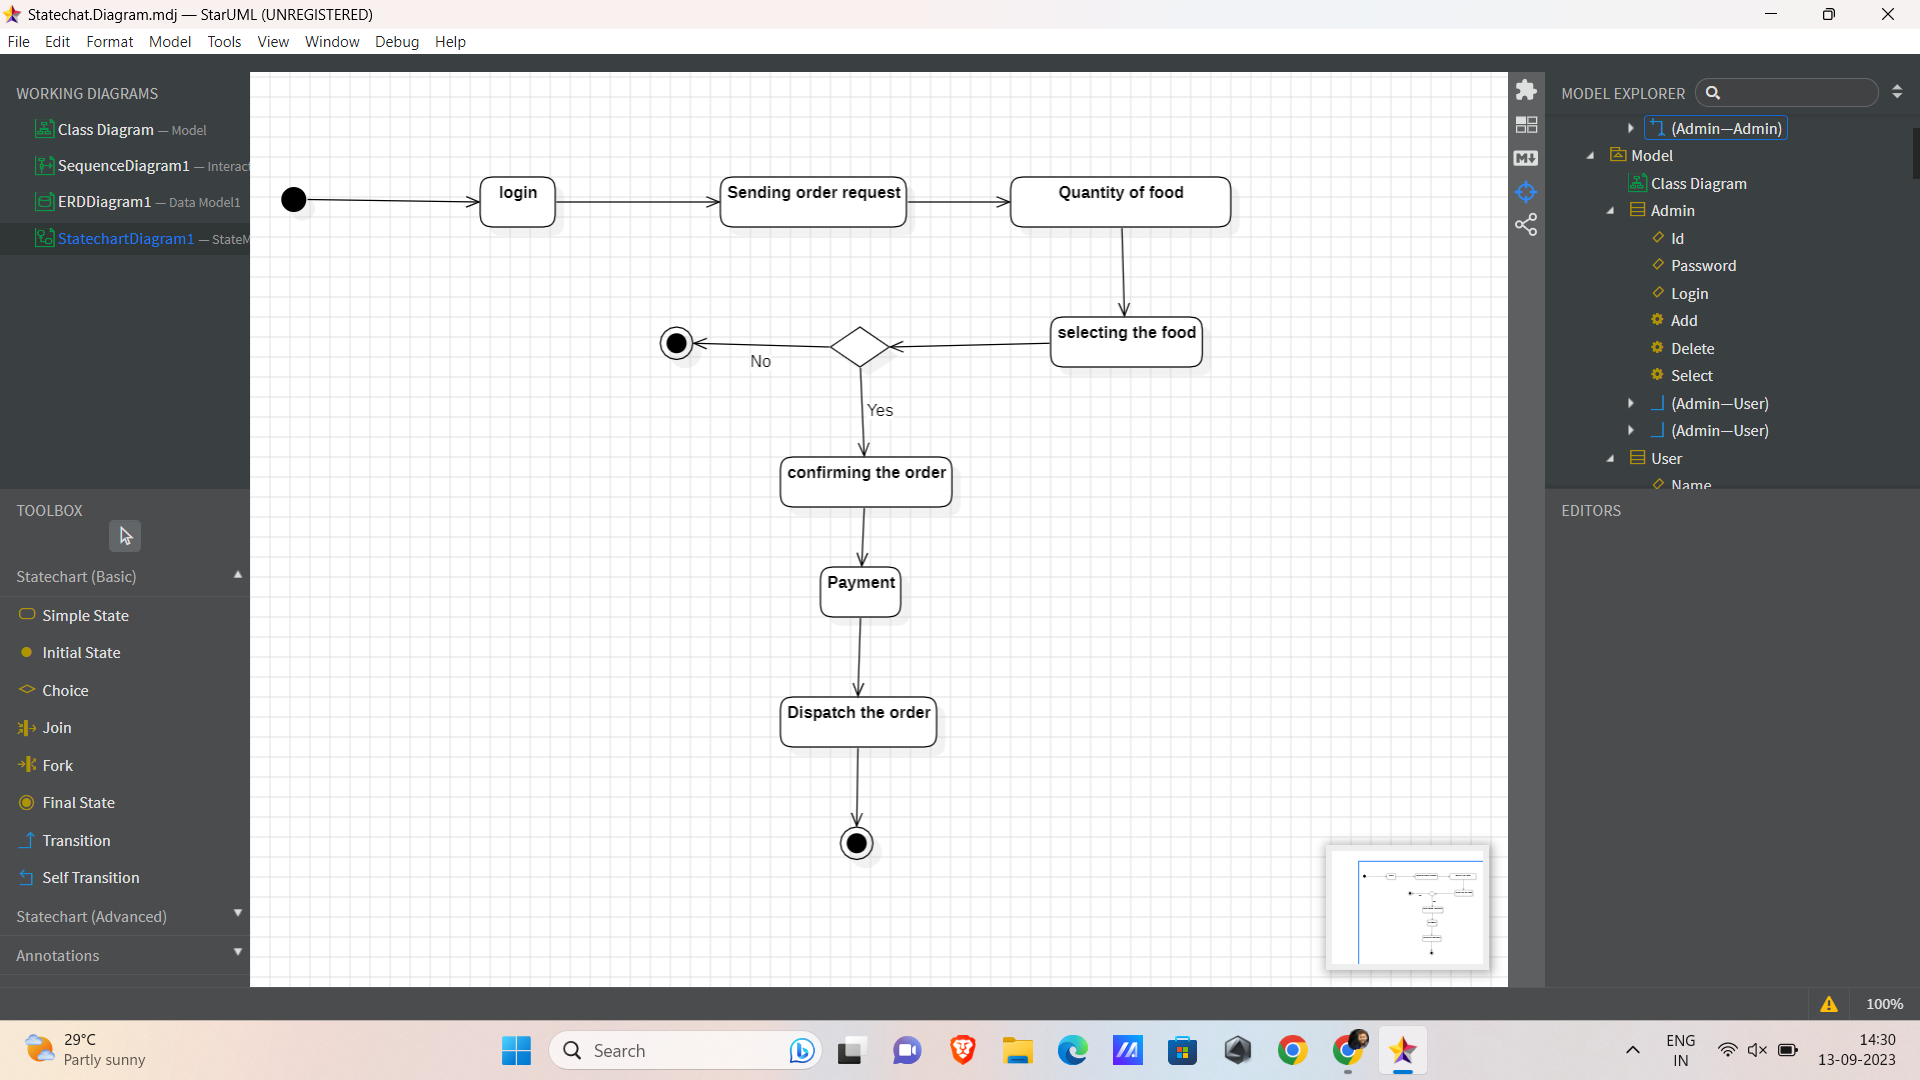 Statechat.Diagram.mdj — StarUML (UNREGISTERED)
File Edit Format Model Tools View Window Debug Help
WORKING DIAGRAMS
Class Diagram — Model
SequenceDiagram1 — Interact
ERDDiagram1 — Data Model1
StatechartDiagram1 — StateM
TOOLBOX
Statechart (Basic)
Simple State
Initial State
Choice
Join
Fork
Final State
Transition
Self Transition
Statechart (Advanced)
Annotations
login
Sending order request
Quantity of food
selecting the food
No
Yes
confirming the order
Payment
Dispatch the order
MODEL EXPLORER
(Admin—Admin)
Model
Class Diagram
Admin
Id
Password
Login
Add
Delete
Select
(Admin—User)
(Admin—User)
User
Name
EDITORS
100%
29°C
Partly sunny
Search
ENG
IN
14:30
13-09-2023